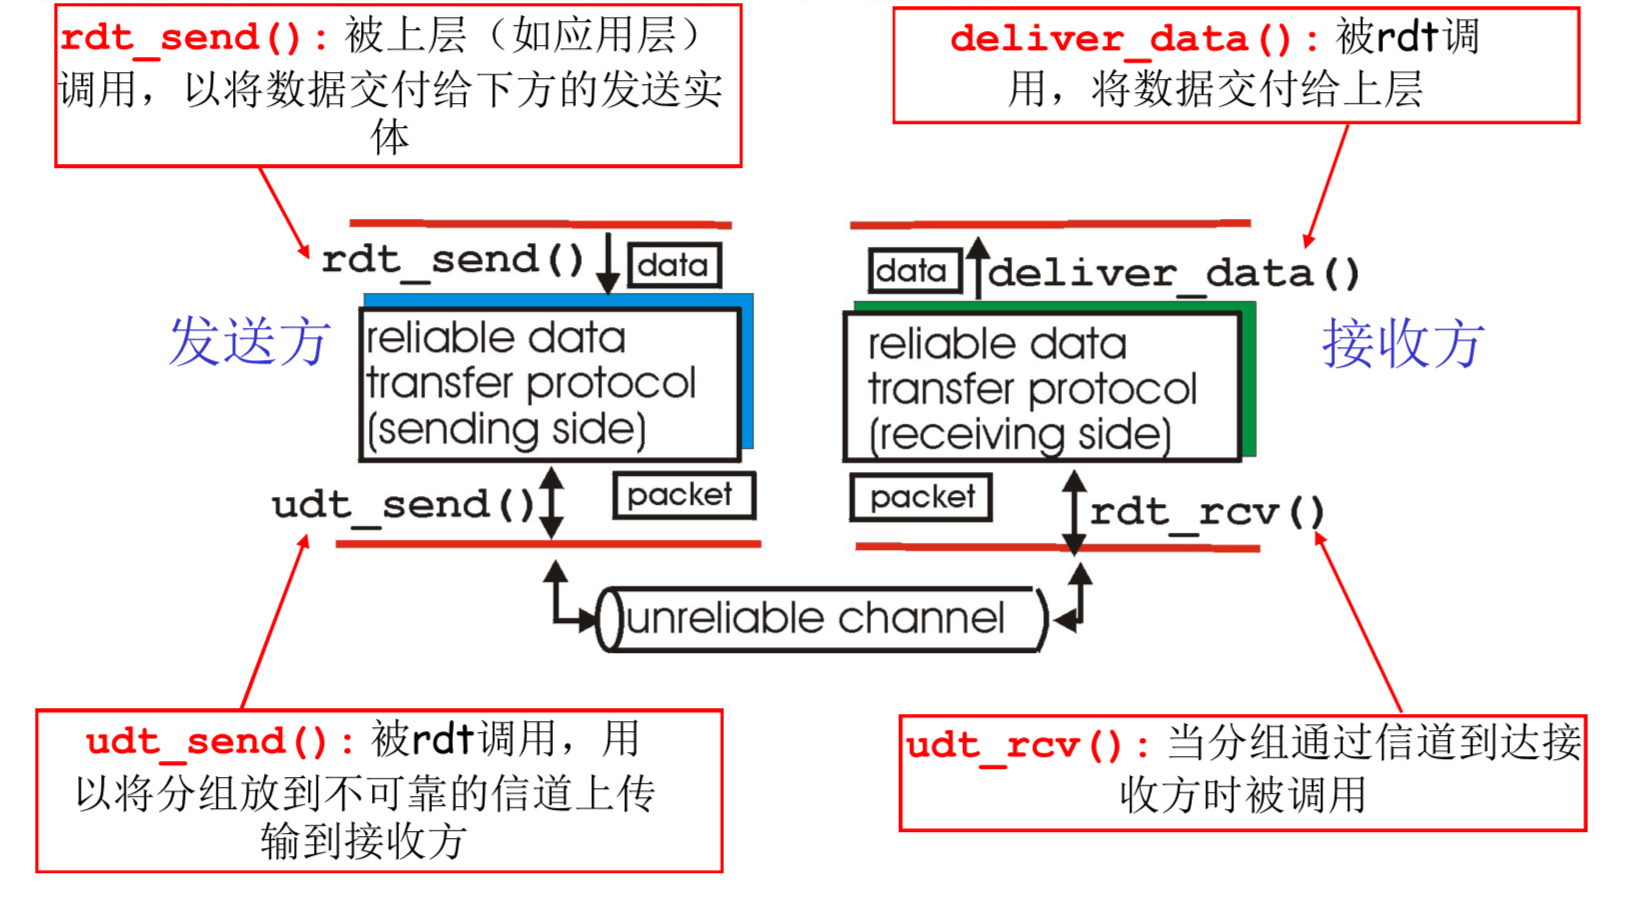 rdt_send(): 被上层（如应用层）
调用，以将数据交付给下方的发送实
体
deliver_data(): 被rdt调
用，将数据交付给上层
rdt_send()
data
data
deliver_data()
发送方
reliable data
transfer protocol
(sending side)
reliable data
transfer protocol
(receiving side)
接收方
udt_send()
packet
packet
rdt_rcv()
unreliable channel
udt_send(): 被rdt调用，用
以将分组放到不可靠的信道上传
输到接收方
udt_rcv(): 当分组通过信道到达接
收方时被调用